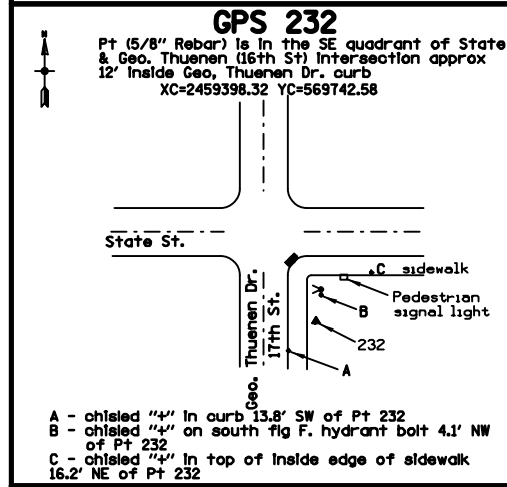 GPS 232
Pt (5/8" Rebar) is in the SE quadrant of State
& Geo. Thuenen (16th St) intersection approx
12' inside Geo, Thuenen Dr. curb
XC=2459398.32 YC=569742.58
State St.
C sidewalk
Pedestrian
signal light
B
232
A
Geo. Thuenen Dr.
17th St.
A - chisled "+" in curb 13.8' SW of Pt 232
B - chisled "+" on south flg F. hydrant bolt 4.1' NW
of Pt 232
C - chisled "+" in top of inside edge of sidewalk
16.2' NE of Pt 232